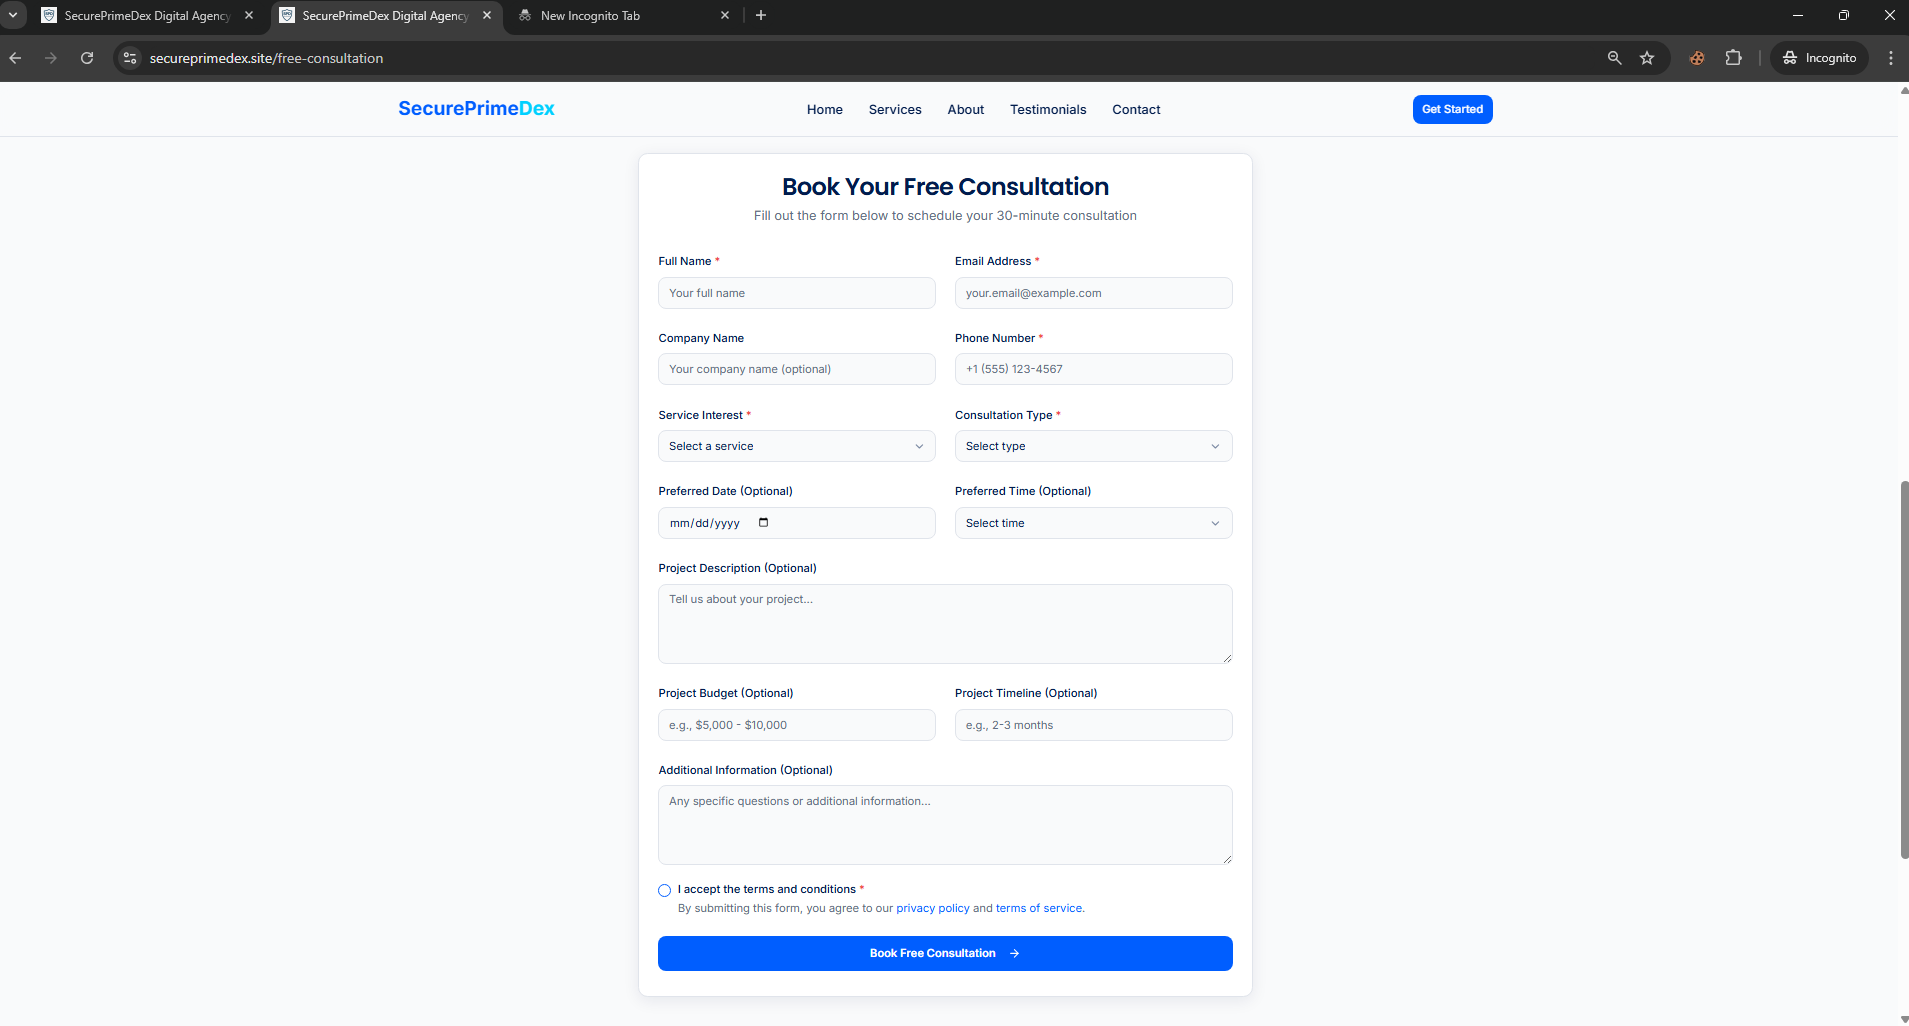 SecurePrimeDex Digital Agency
SecurePrimeDex Digital Agency
New Incognito Tab
secureprimedex.site/free-consultation
Incognito
SecurePrimeDex
Home
Services
About
Testimonials
Contact
Get Started
Book Your Free Consultation
Fill out the form below to schedule your 30-minute consultation
Full Name *
Email Address *
Your full name
your.email@example.com
Company Name
Phone Number *
Your company name (optional)
+1 (555) 123-4567
Service Interest *
Consultation Type *
Select a service
Select type
Preferred Date (Optional)
Preferred Time (Optional)
mm/dd/yyyy
Select time
Project Description (Optional)
Tell us about your project...
Project Budget (Optional)
Project Timeline (Optional)
e.g., $5,000 - $10,000
e.g., 2-3 months
Additional Information (Optional)
Any specific questions or additional information...
I accept the terms and conditions *
By submitting this form, you agree to our privacy policy and terms of service.
Book Free Consultation →